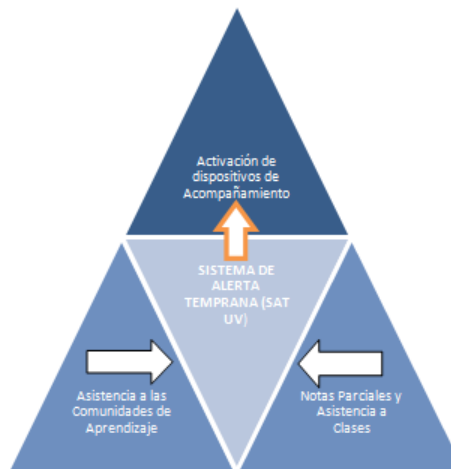 Activación de
dispositivos de
Acompañamiento
SISTEMA DE
ALERTA
TEMPRANA (SAT
UV)
Asistencia a las
Comunidades de
Aprendizaje
Notas Parciales y
Asistencia a
Clases